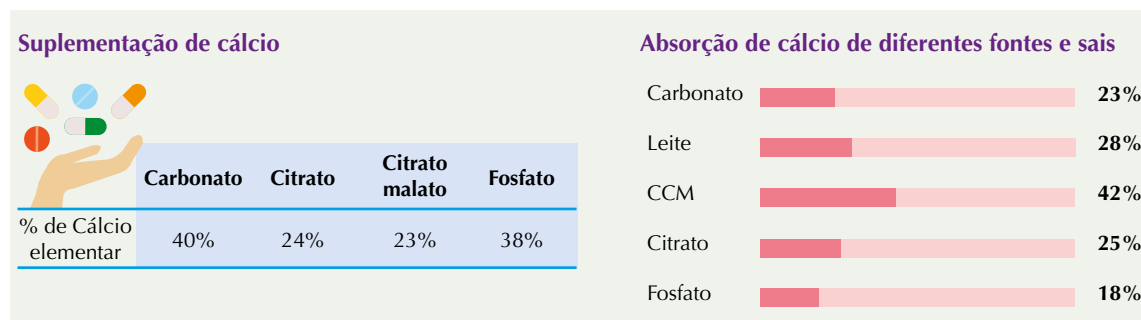 Suplementação de cálcio
Carbonato Citrato Citrato malato Fosfato
% de Cálcio elementar 40% 24% 23% 38%
Absorção de cálcio de diferentes fontes e sais
Carbonato 23%
Leite 28%
CCM 42%
Citrato 25%
Fosfato 18%